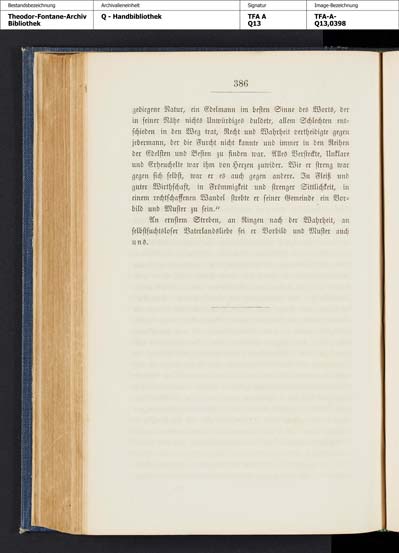 Bestandsbezeichnung Archivalieneinheit Signatur Image-Bezeichnung
Theodor-Fontane-Archiv Q - Handbibliothek TFA A TFA-A-
Bibliothek Q13 Q13,0398
386
gediegene Natur, ein Edelmann im besten Sinne des Worts, der
in seiner Nähe nichts Unwürdiges duldete, allem Schlechten ent-
schieden in den Weg trat, Recht und Wahrheit vertheidigte gegen
jedermann, der die Furcht nicht kannte und immer in den Reihen
der Edelsten und Besten zu finden war. Alles Versteckte, Unklare
und Erheuchelte war ihm von Herzen zuwider. Wie er streng war
gegen sich selbst, war er es auch gegen andere. In Fleiß und
guter Wirthschaft, in Frömmigkeit und strenger Sittlichkeit, in
einem rechtschaffenen Wandel strebte er seiner Gemeinde ein Vor-
bild und Muster zu sein.“
An ernstem Streben, an Ringen nach der Wahrheit, an
selbstsuchtsloser Vaterlandsliebe sei er Vorbild und Muster auch
uns.